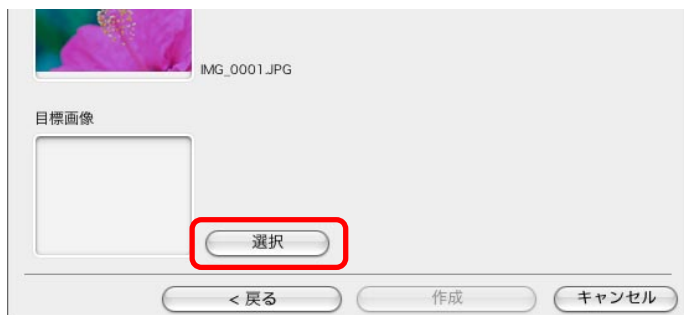 IMG_0001.JPG
目標画像
選択
< 戻る
作成
キャンセル